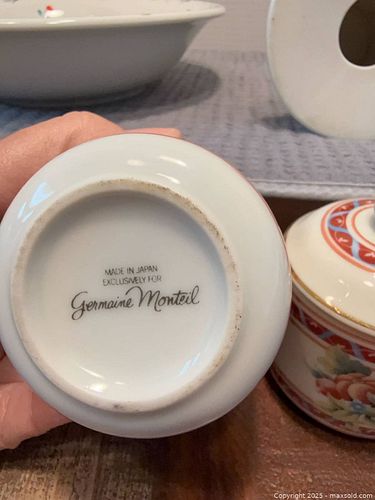 MADE IN JAPAN
EXCLUSIVELY FOR
Germaine Monteil
Copyright 2025 - maxsold.com